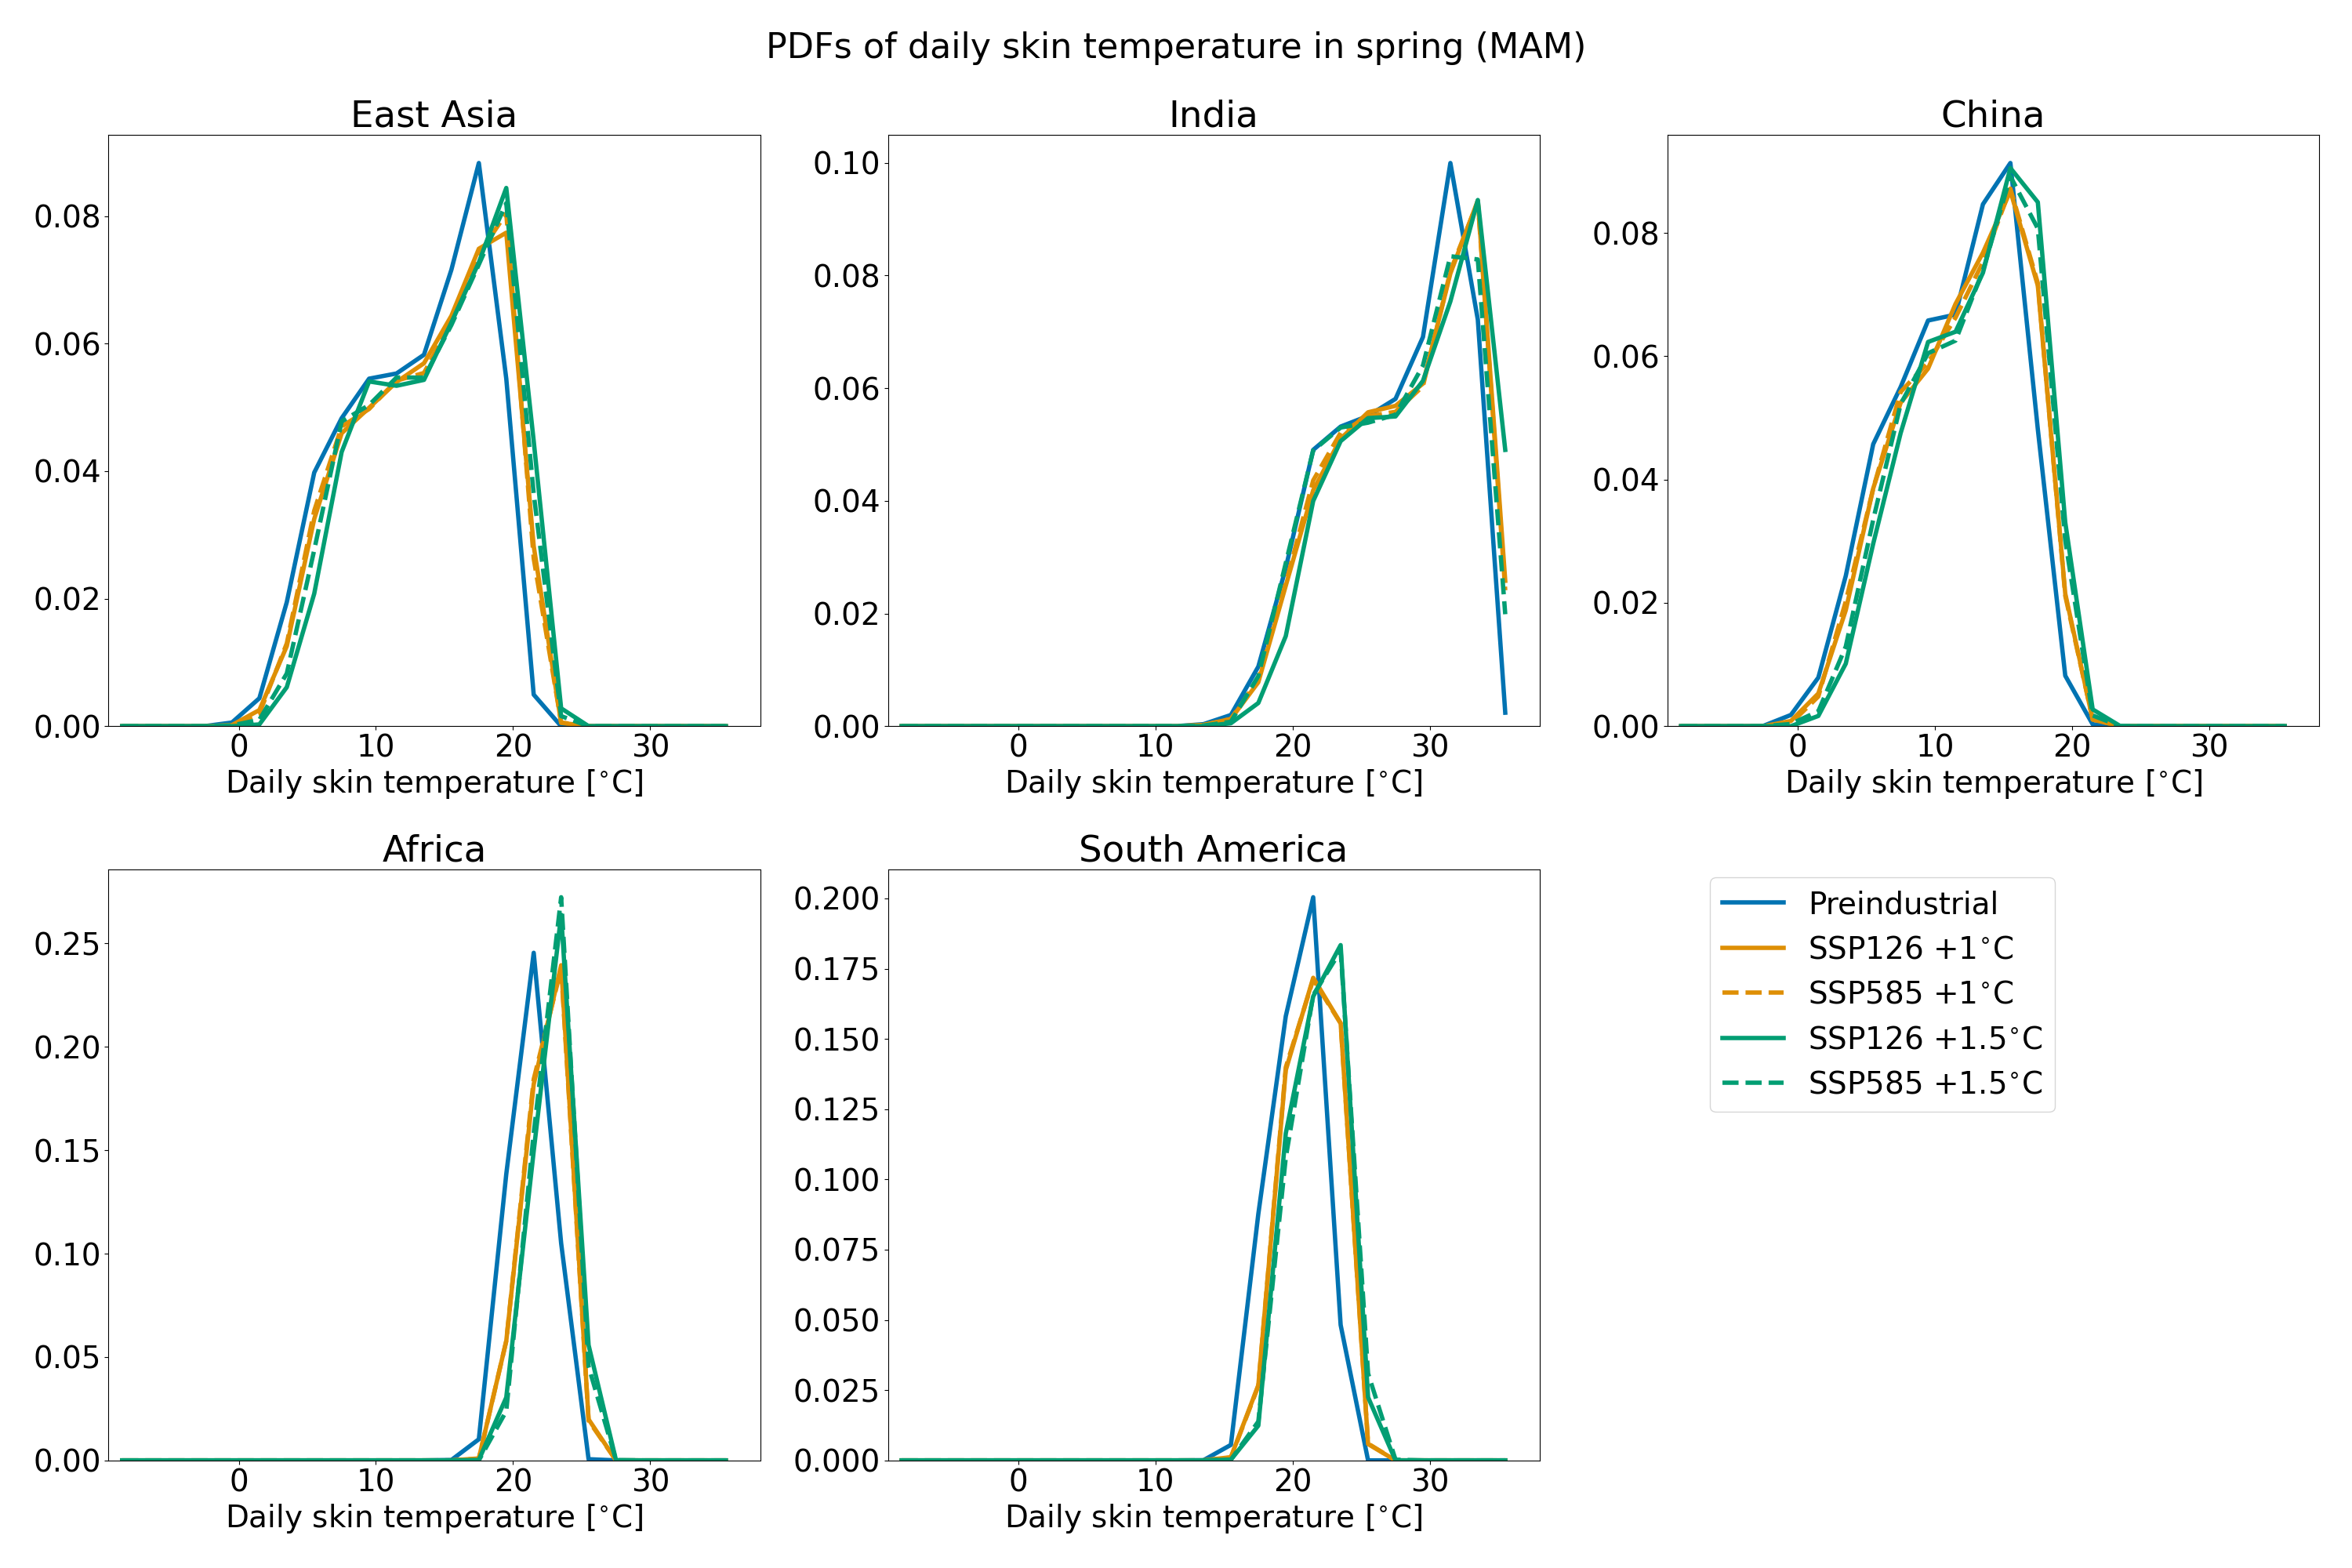 PDFs of daily skin temperature in spring (MAM)
East Asia
0.08
0.06
0.04
0.02
0.00
0 10 20 30
Daily skin temperature [°C]
India
0.10
0.08
0.06
0.04
0.02
0.00
0 10 20 30
Daily skin temperature [°C]
China
0.08
0.06
0.04
0.02
0.00
0 10 20 30
Daily skin temperature [°C]
Africa
0.25
0.20
0.15
0.10
0.05
0.00
0 10 20 30
Daily skin temperature [°C]
South America
0.200
0.175
0.150
0.125
0.100
0.075
0.050
0.025
0.000
0 10 20 30
Daily skin temperature [°C]
Preindustrial
SSP126 +1°C
SSP585 +1°C
SSP126 +1.5°C
SSP585 +1.5°C